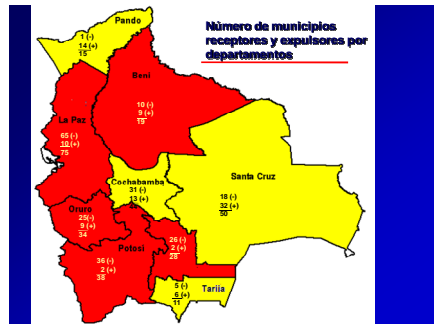 Número de municipios
receptores y expulsores por
departamentos
Pando
1 (-)
14 (+)
15
Beni
10 (-)
9 (+)
19
La Paz
65 (-)
10 (+)
75
Cochabamba
31 (-)
13 (+)
44
Santa Cruz
18 (-)
32 (+)
50
Oruro
25(-)
9 (+)
34
Potosí
36 (-)
2 (+)
38
26 (-)
2 (+)
28
5 (-)
6 (+)
11
Tarija